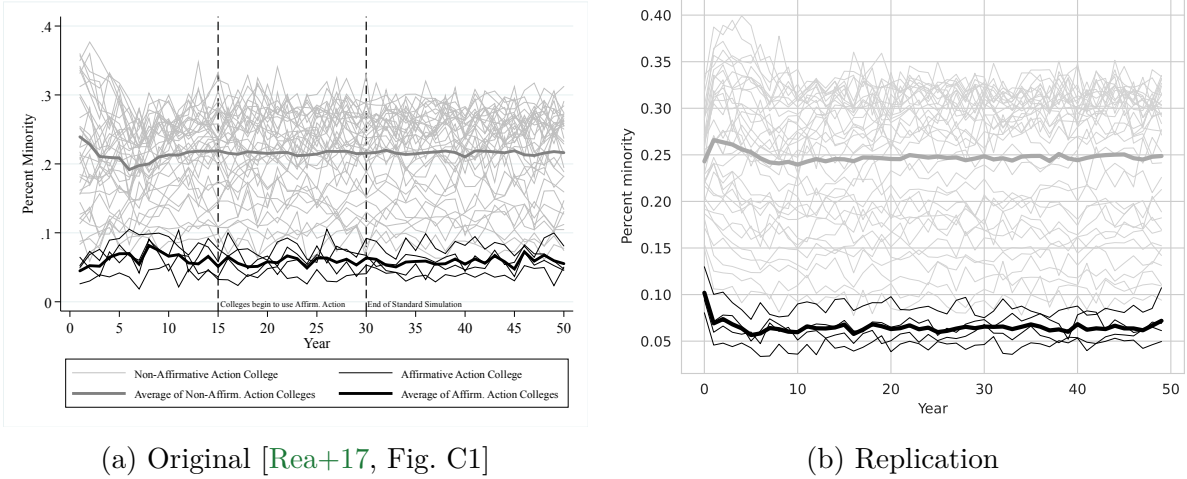 .4
.3
.2
.1
0
Percent Minority
Colleges begin to use Affirm. Action
End of Standard Simulation
0 5 10 15 20 25 30 35 40 45 50
Year
Non-Affirmative Action College
Affirmative Action College
Average of Non-Affirm. Action Colleges
Average of Affirm. Action Colleges
(a) Original [Rea+17, Fig. C1]
0.40
0.35
0.30
0.25
0.20
0.15
0.10
0.05
Percent minority
0 10 20 30 40 50
Year
(b) Replication